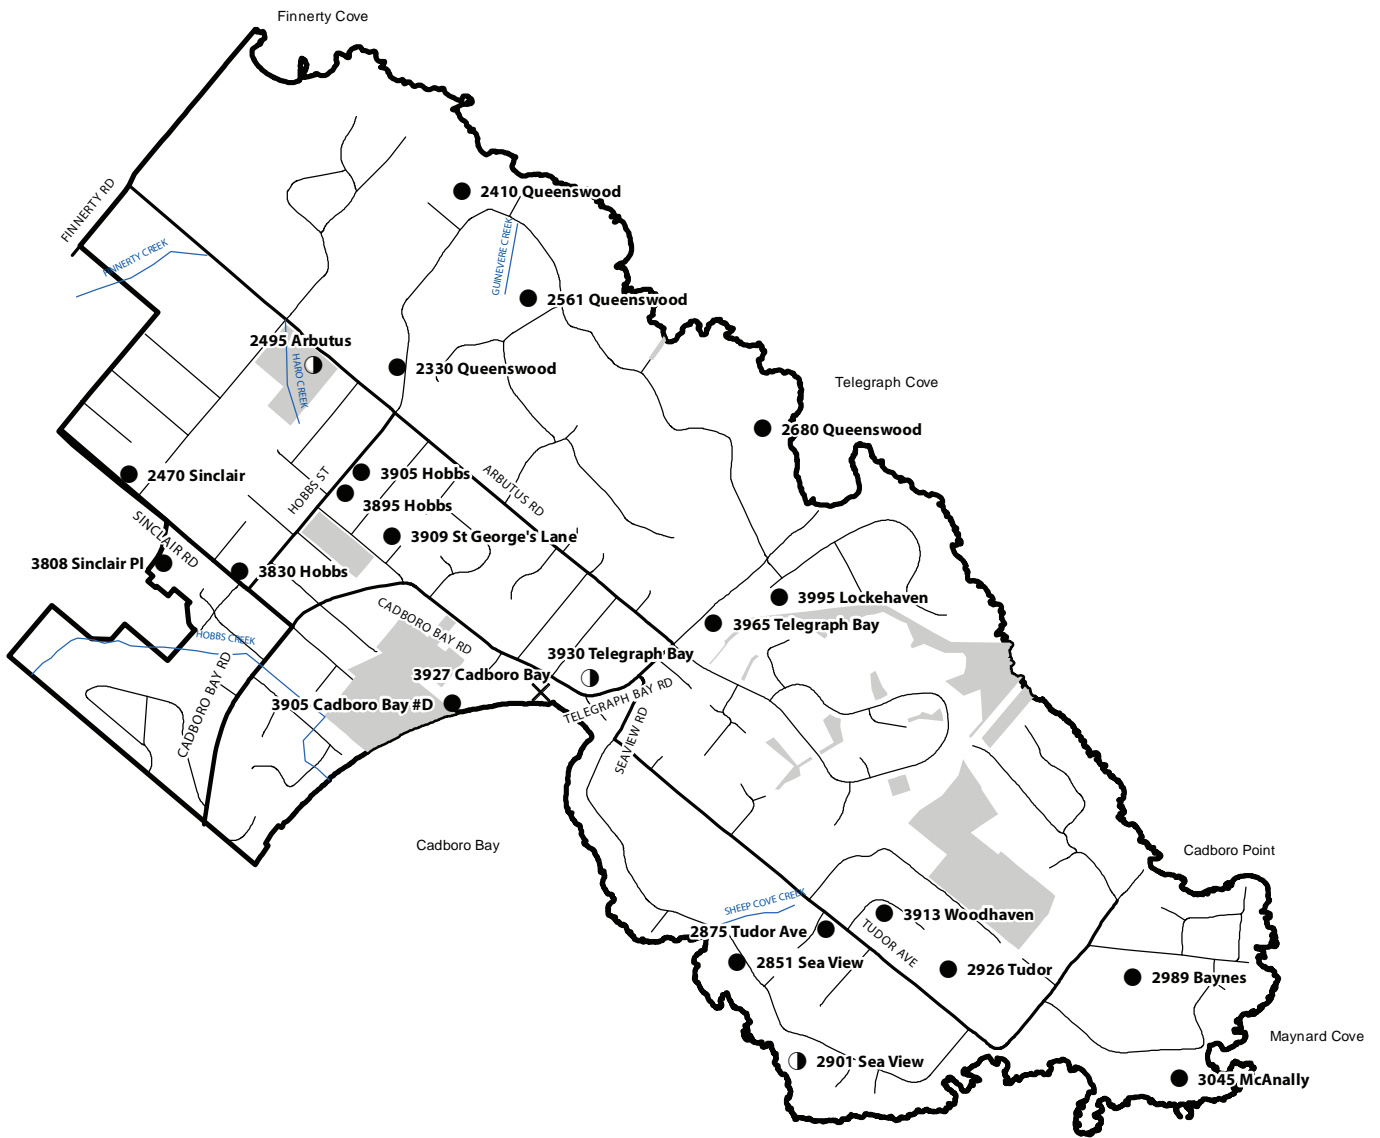 Finnerty Cove
FINNERTY RD
2410 Queenswood
FINNERTY CREEK
GUINEVERE CREEK
2561 Queenswood
2495 Arbutus
HARO CREEK
2330 Queenswood
Telegraph Cove
2680 Queenswood
2470 Sinclair
HOBBS ST
3905 Hobbs
ARBUTUS RD
3895 Hobbs
SINCLAIR RD
3909 St George's Lane
3808 Sinclair Pl
3830 Hobbs
3995 Lockehaven
CADBORO BAY RD
3965 Telegraph Bay
HOBBS CREEK
3930 Telegraph Bay
3927 Cadboro Bay
CADBORO BAY RD
3905 Cadboro Bay #D
TELEGRAPH BAY RD
SEAVIEW RD
Cadboro Bay
Cadboro Point
SHEEP COVE CREEK
3913 Woodhaven
2875 Tudor Ave
TUDOR AVE
2851 Sea View
2926 Tudor
2989 Baynes
Maynard Cove
2901 Sea View
3045 McAnally